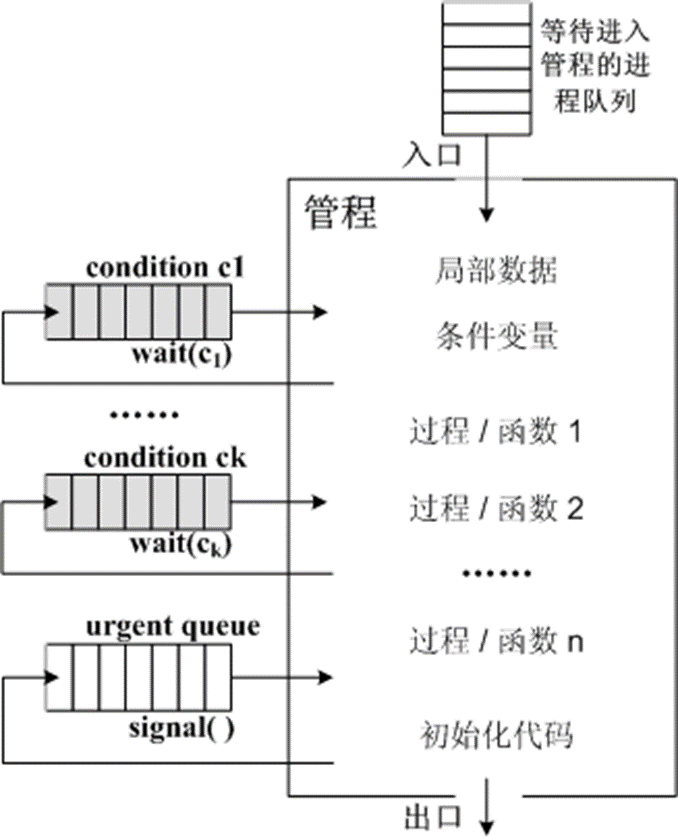 等待进入
管程的进
程队列
入口
管程
局部数据
条件变量
condition c1
wait(c₁)
……
condition ck
wait(cₖ)
过程 / 函数 1
过程 / 函数 2
……
过程 / 函数 n
urgent queue
signal( )
初始化代码
出口